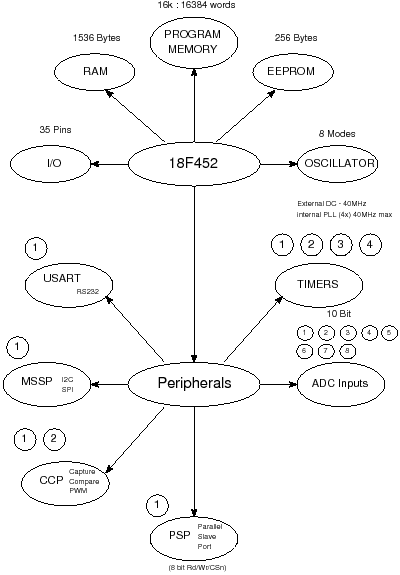 16k : 16384 words
1536 Bytes
PROGRAM
MEMORY
256 Bytes
RAM
EEPROM
35 Pins
8 Modes
I/O
18F452
OSCILLATOR
External DC - 40MHz
internal PLL (4x) 40MHz max
1
1 2 3 4
USART
RS232
TIMERS
10 Bit
1 2 3 4 5
6 7 8
1
MSSP
I2C
SPI
Peripherals
ADC Inputs
1 2
CCP
Capture
Compare
PWM
1
PSP
Parallel
Slave
Port
(8 bit Rd/Wr/CSn)